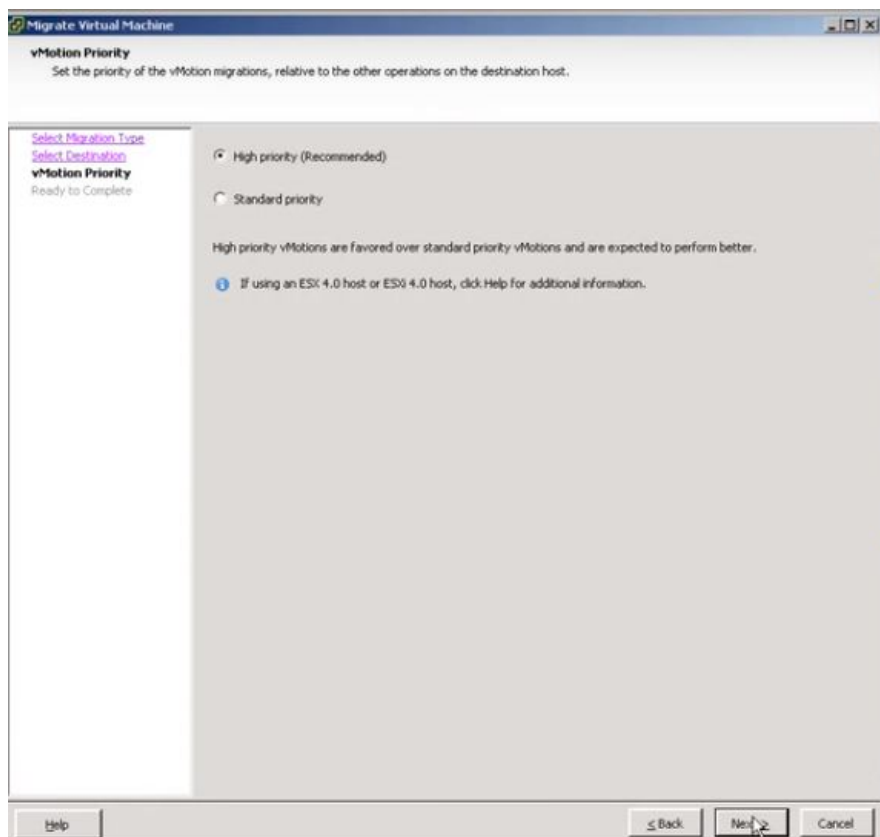 Migrate Virtual Machine
vMotion Priority
Set the priority of the vMotion migrations, relative to the other operations on the destination host.
Select Migration Type
Select Destination
vMotion Priority
Ready to Complete
High priority (Recommended)
Standard priority
High priority vMotions are favored over standard priority vMotions and are expected to perform better.
If using an ESX 4.0 host or ESXi 4.0 host, click Help for additional information.
Help
≤ Back
Next >
Cancel